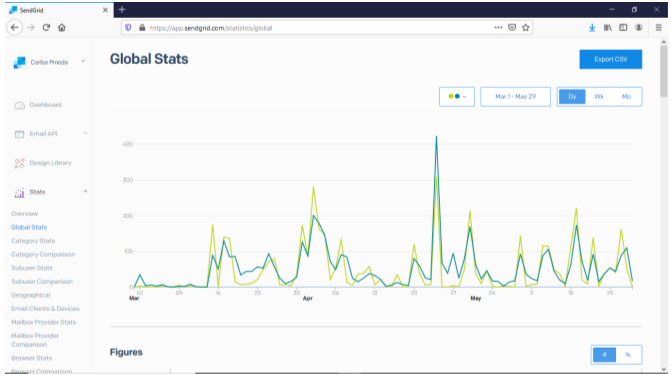 SendGrid
https://app.sendgrid.com/statistics/global
Carlos Pineda
Global Stats
Export CSV
Mar 1 - May 29
Dy Wk Mo
Dashboard
Email API
Design Library
Stats
Overview
Global Stats
Category Stats
Category Comparison
Subuser Stats
Subuser Comparison
Geographical
Email Clients & Devices
Mailbox Provider Stats
Mailbox Provider
Comparison
Browser Stats
Browser Comparison
400
300
200
100
0
02 09 16 23 30 06 13 20 27 04 11 18 25
Mar Apr May
Figures
# %